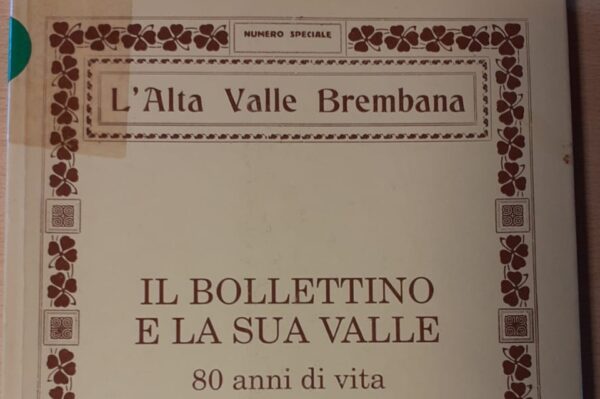 NUMERO SPECIALE
L'Alta Valle Brembana
IL BOLLETTINO
E LA SUA VALLE
80 anni di vita